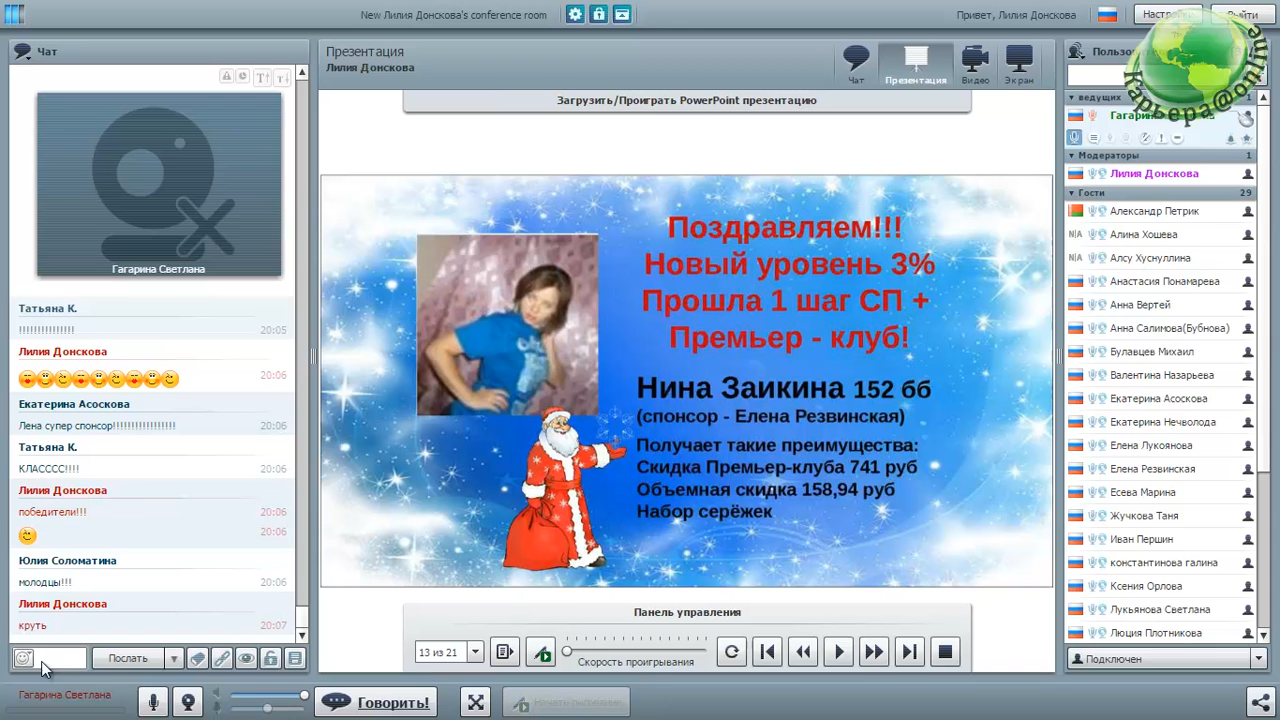 New Лилия Донскова's conference room
Привет, Лилия Донскова
Выйти
Чат
Гагарина Светлана
Татьяна К.
!!!!!!!!!!!!!!! 20:05
Лилия Донскова
20:06
Екатерина Асоскова
Лена супер спонсор!!!!!!!!!!!!!!!! 20:06
Татьяна К.
КЛАСССС!!!! 20:06
Лилия Донскова
победители!!! 20:06
20:06
Юлия Соломатина
молодцы!!! 20:06
Лилия Донскова
круть 20:07
Послать
Гагарина Светлана
Презентация
Лилия Донскова
Чат
Презентация
Видео
Экран
Загрузить/Проиграть PowerPoint презентацию
Поздравляем!!!
Новый уровень 3%
Прошла 1 шаг СП +
Премьер - клуб!
Нина Заикина 152 бб
(спонсор - Елена Резвинская)
Получает такие преимущества:
Скидка Премьер-клуба 741 руб
Объемная скидка 158,94 руб
Набор серёжек
Панель управления
13 из 21
Скорость проигрывания
Говорить!
карьера@online
ведущих 1
Модераторы 1
Лилия Донскова
Гости 29
Александр Петрик
N/A Алина Хошева
N/A Алсу Хуснуллина
Анастасия Понамарева
Анна Вертей
Анна Салимова(Бубнова)
Булавцев Михаил
Валентина Назарьева
Екатерина Асоскова
Екатерина Нечволода
Елена Лукоянова
Елена Резвинская
Есева Марина
Жучкова Таня
Иван Першин
константинова галина
Ксения Орлова
Лукьянова Светлана
Люция Плотникова
Подключен